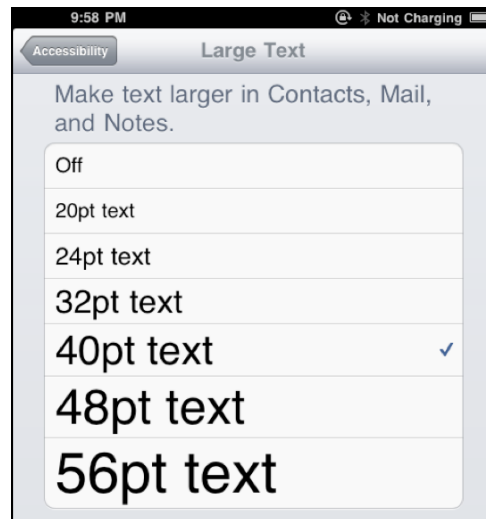 9:58 PM Not Charging
Accessibility Large Text
Make text larger in Contacts, Mail,
and Notes.
Off
20pt text
24pt text
32pt text
40pt text
48pt text
56pt text